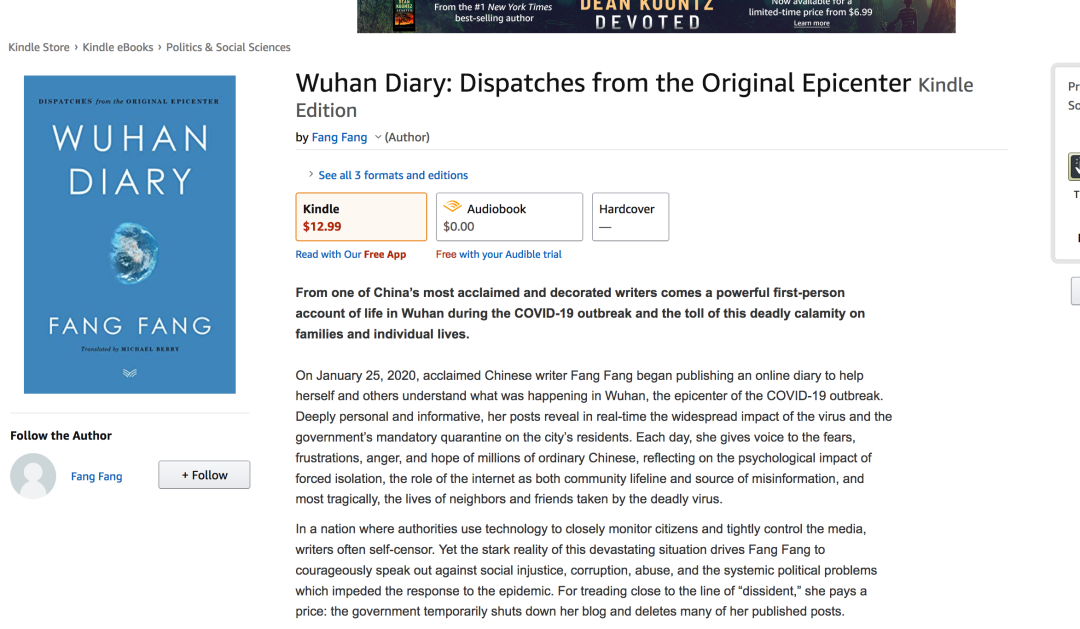 From the #1 New York Times
best-selling author
DEAN KOONTZ
DEVOTED
Now available for a
limited-time price from $6.99
Learn more
Kindle Store › Kindle eBooks › Politics & Social Sciences
DISPATCHES from the ORIGINAL EPICENTER
WUHAN
DIARY
FANG FANG
Translated by MICHAEL BERRY
Follow the Author
Fang Fang
+ Follow
Wuhan Diary: Dispatches from the Original Epicenter Kindle
Edition
by Fang Fang (Author)
› See all 3 formats and editions
Kindle
$12.99
Read with Our Free App
Audiobook
$0.00
Free with your Audible trial
Hardcover
—
From one of China's most acclaimed and decorated writers comes a powerful first-person
account of life in Wuhan during the COVID-19 outbreak and the toll of this deadly calamity on
families and individual lives.
On January 25, 2020, acclaimed Chinese writer Fang Fang began publishing an online diary to help
herself and others understand what was happening in Wuhan, the epicenter of the COVID-19 outbreak.
Deeply personal and informative, her posts reveal in real-time the widespread impact of the virus and the
government's mandatory quarantine on the city's residents. Each day, she gives voice to the fears,
frustrations, anger, and hope of millions of ordinary Chinese, reflecting on the psychological impact of
forced isolation, the role of the internet as both community lifeline and source of misinformation, and
most tragically, the lives of neighbors and friends taken by the deadly virus.
In a nation where authorities use technology to closely monitor citizens and tightly control the media,
writers often self-censor. Yet the stark reality of this devastating situation drives Fang Fang to
courageously speak out against social injustice, corruption, abuse, and the systemic political problems
which impeded the response to the epidemic. For treading close to the line of "dissident," she pays a
price: the government temporarily shuts down her blog and deletes many of her published posts.